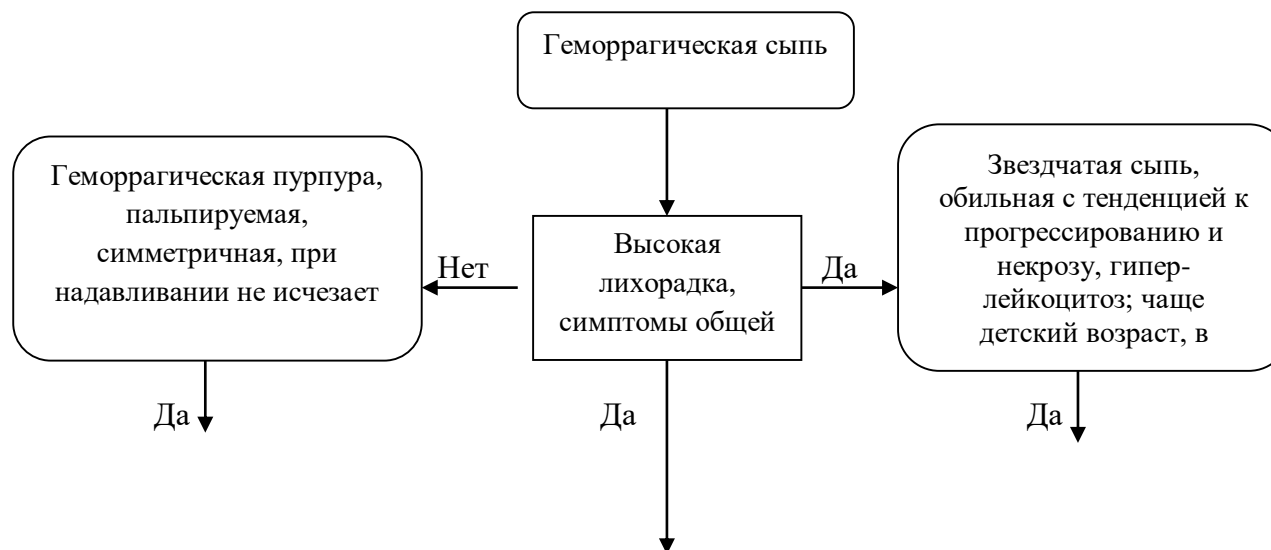 Геморрагическая сыпь
Геморрагическая пурпура,
пальпируемая,
симметричная, при
надавливании не исчезает
Нет
Высокая
лихорадка,
симптомы общей
Да
Звездчатая сыпь,
обильная с тенденцией к
прогрессированию и
некрозу, гипер-
лейкоцитоз; чаще
детский возраст, в
Да
Да
Да